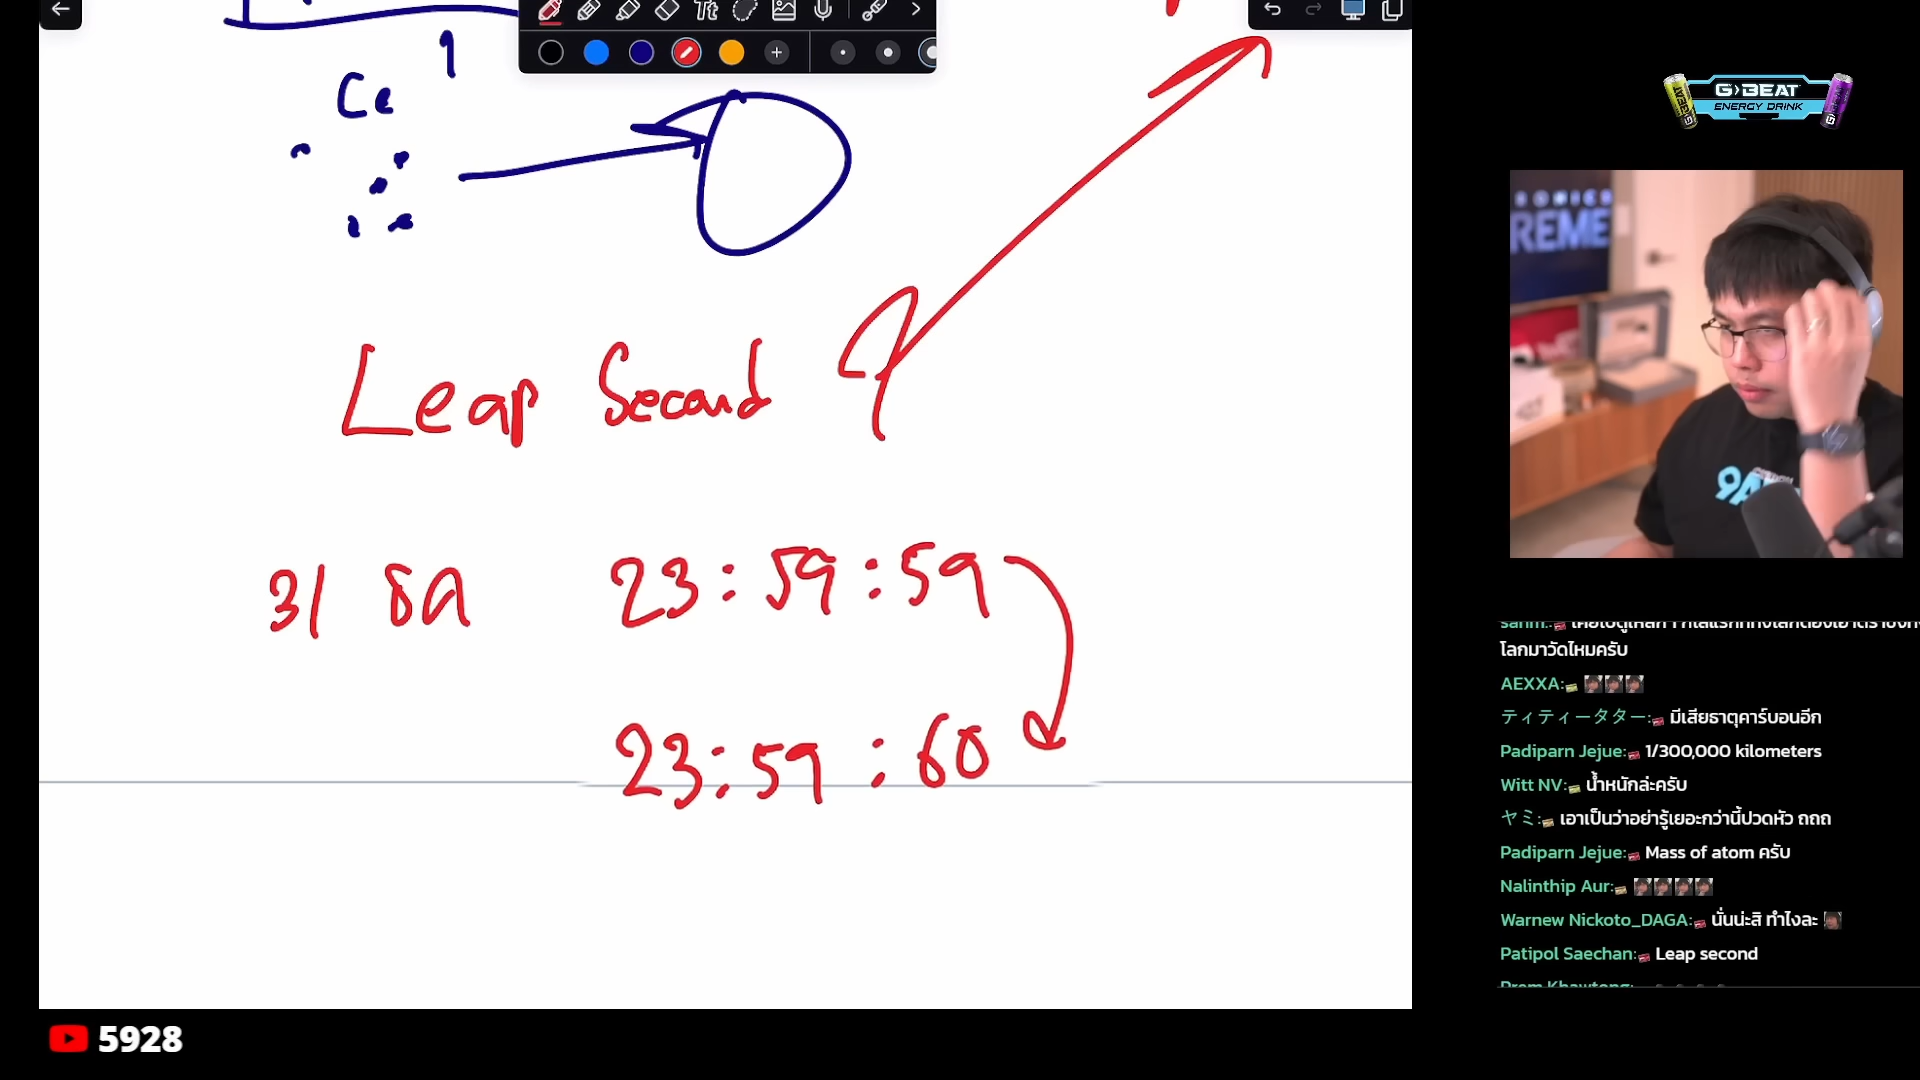 1
Ce
Leap Second
31 ธค 23:59:59
23:59:60
Tt
G BEAT
ENERGY DRINK
REME
9A
โลกมาวัดไหมครับ
AEXXA:
ティティータター: มีเสียธาตุคาร์บอนอีก
Padiparn Jejue: 1/300,000 kilometers
Witt NV: น้ำหนักล่ะครับ
ヤミ: เอาเป็นว่าอย่ารู้เยอะกว่านี้ปวดหัว ถถถ
Padiparn Jejue: Mass of atom ครับ
Nalinthip Aur:
Warnew Nickoto_DAGA: นั่นน่ะสิ ทำไงละ
Patipol Saechan: Leap second
5928